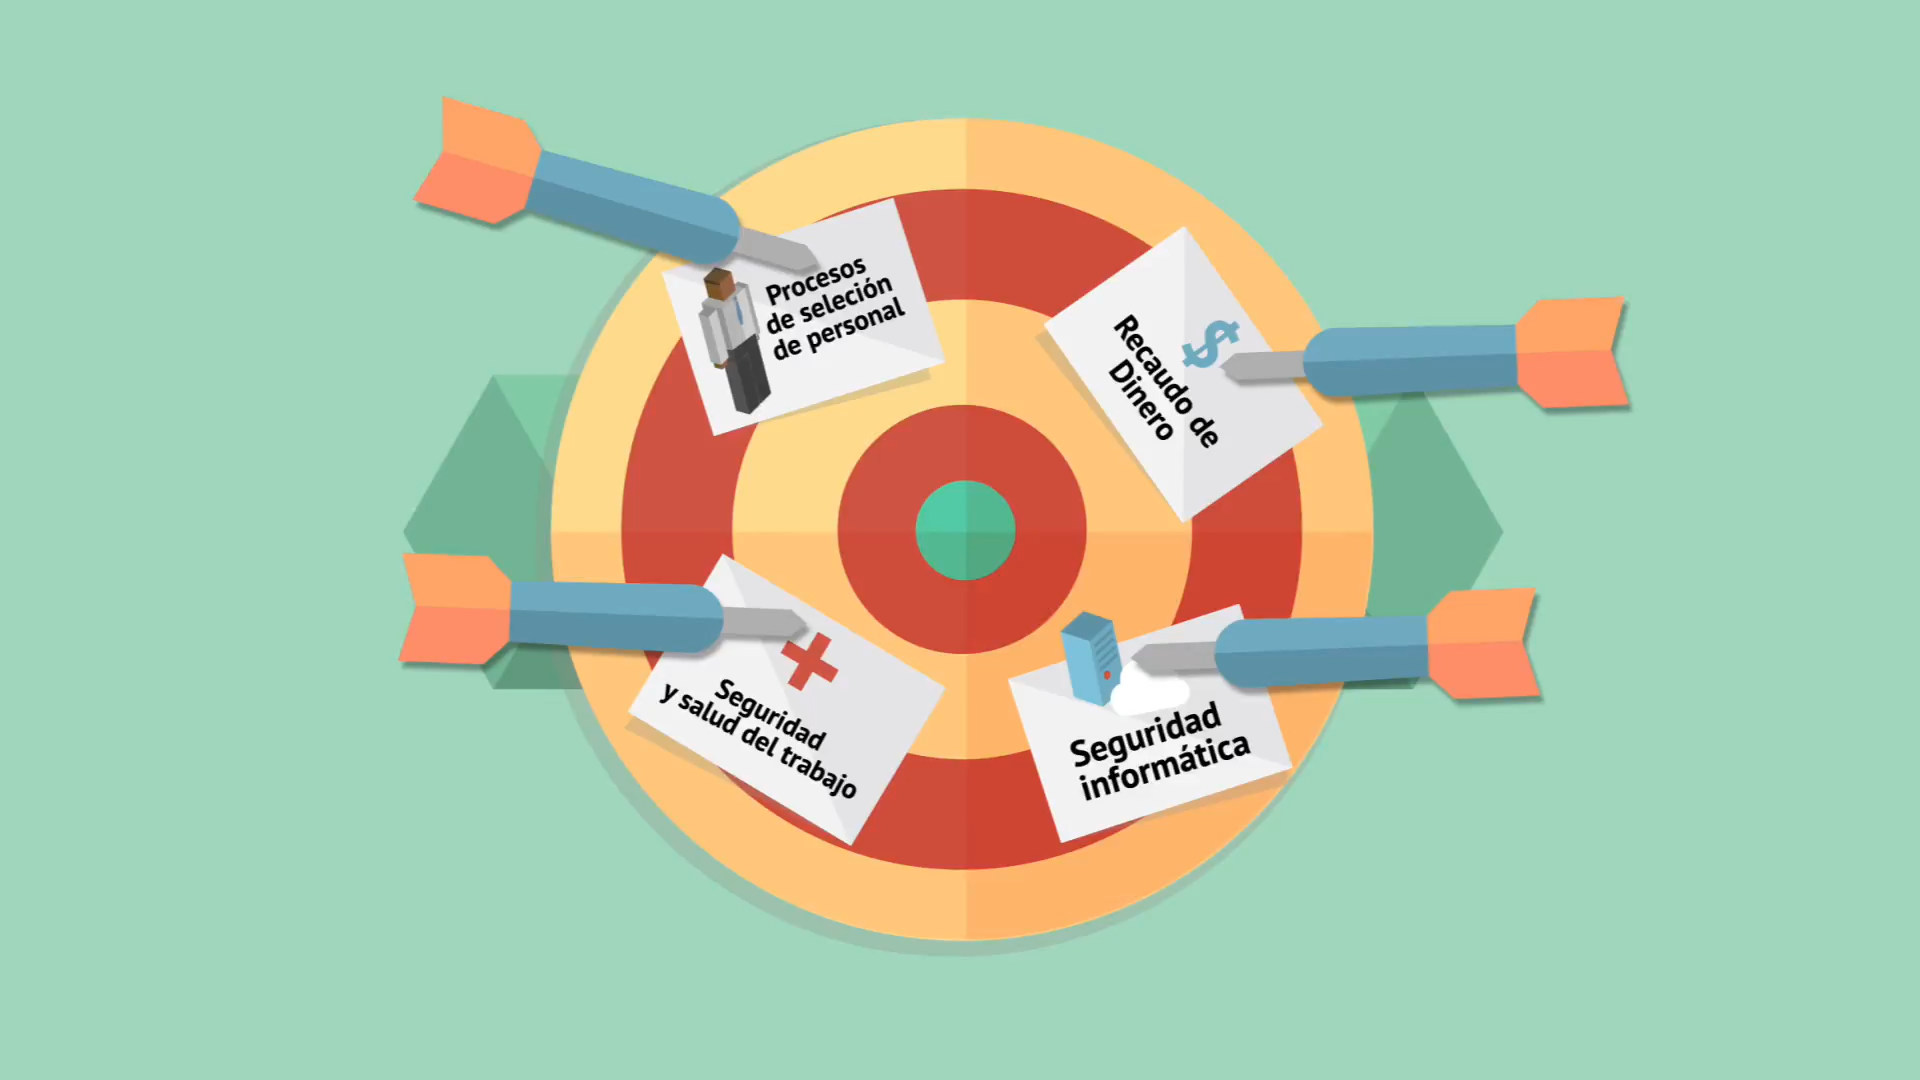 Procesos
de seleción
de personal
Recaudo de
Dinero
Seguridad
y salud del trabajo
Seguridad
informática